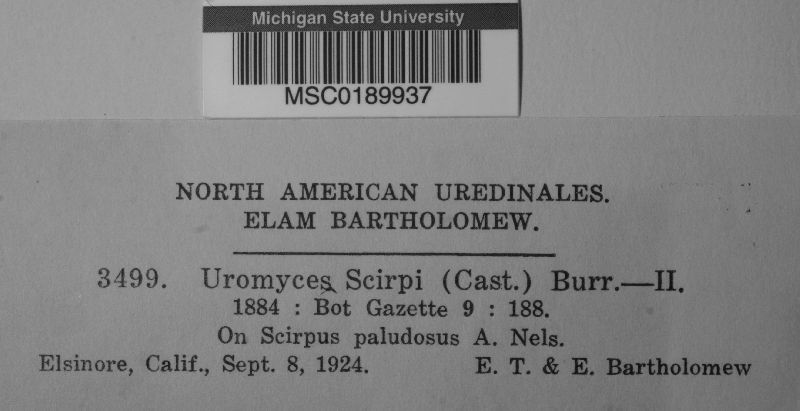 Michigan State University
MSC0189937
NORTH AMERICAN UREDINALES.
ELAM BARTHOLOMEW.
3499. Uromyces Scirpi (Cast.) Burr.—II.
1884 : Bot Gazette 9 : 188.
On Scirpus paludosus A. Nels.
Elsinore, Calif., Sept. 8, 1924. E. T. & E. Bartholomew